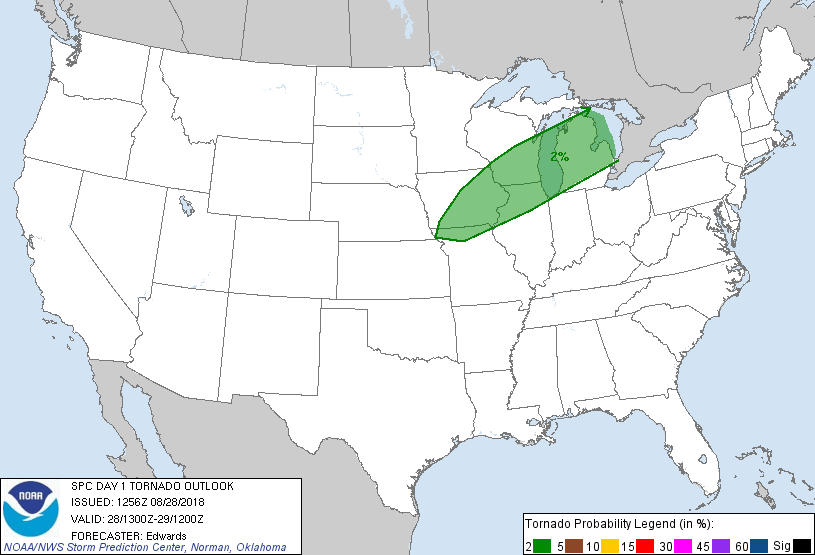 2%
NOAA
SPC DAY 1 TORNADO OUTLOOK
ISSUED: 1256Z 08/28/2018
VALID: 28/1300Z-29/1200Z
FORECASTER: Edwards
NOAA/NWS Storm Prediction Center, Norman, Oklahoma
Tornado Probability Legend (in %):
2 5 10 15 30 45 60 Sig